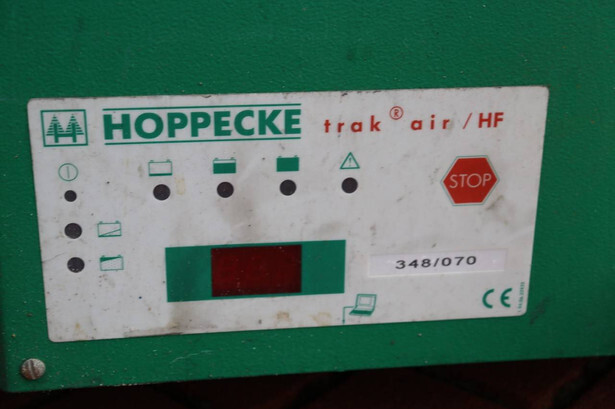 HOPPECKE trak® air / HF
STOP
348/070
CE